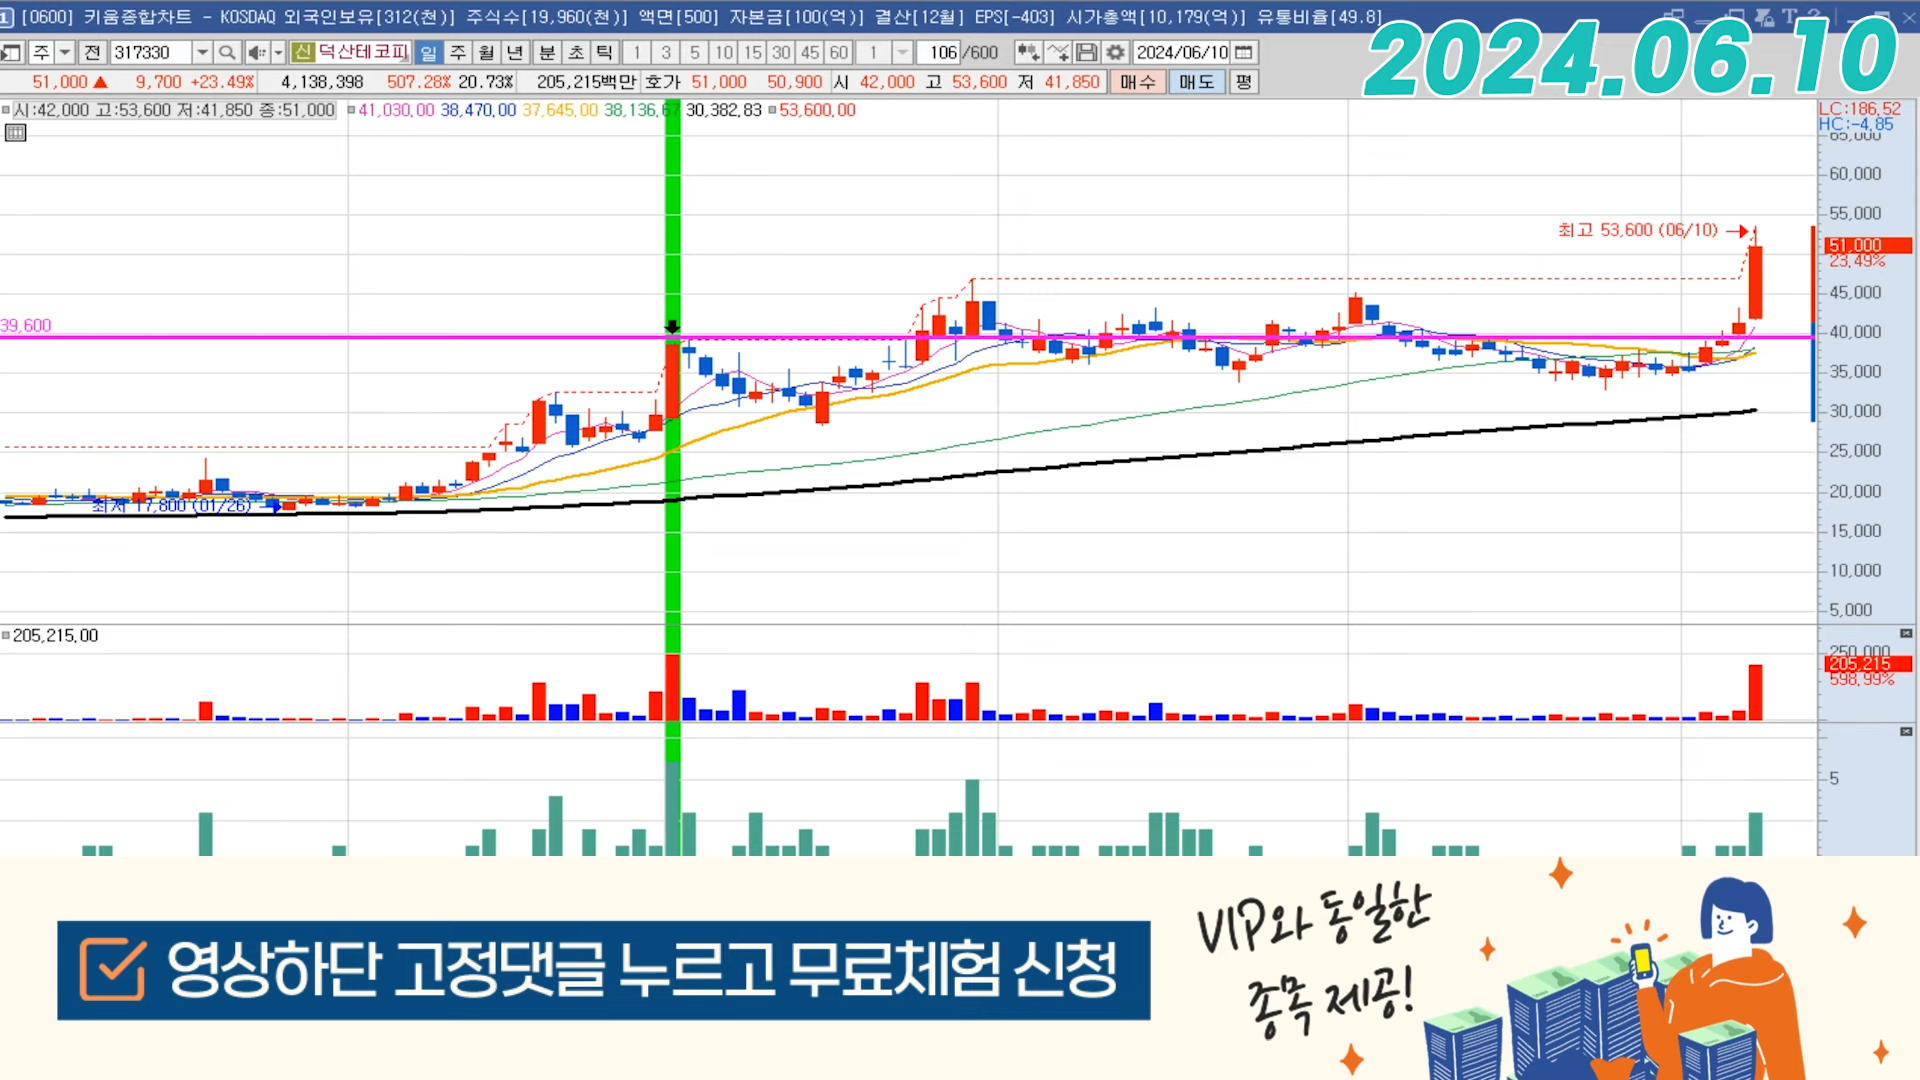 [0600] 키움종합차트 - KOSDAQ 외국인보유[312(천)] 주식수[19,960(천)] 액면[500] 자본금[100(억)] 결산[12월] EPS[-403] 시가총액[10,179(억)] 유통비율[49.8]
2024.06.10
주 전 317330 신 덕산테코피 일 주 월 년 분 초 틱 1 3 5 10 15 30 45 60 1 106 /600 2024/06/10
51,000 ▲ 9,700 +23.49% 4,138,398 507.28% 20.73% 205,215백만 호가 51,000 50,900 시 42,000 고 53,600 저 41,850 매수 매도 평
시:42,000 고:53,600 저:41,850 종:51,000 41,030.00 38,470.00 37,645.00 38,136.67 30,382.83 53,600.00
LC:186.52
HC:-4.85
65,000
60,000
55,000
최고 53,600 (06/10)
51,000
23.49%
45,000
39,600
40,000
35,000
30,000
25,000
20,000
최저 17,800 (01/26)
15,000
10,000
5,000
205,215.00
250,000
205,215
598.99%
5
영상하단 고정댓글 누르고 무료체험 신청
VIP와 동일한
종목 제공!